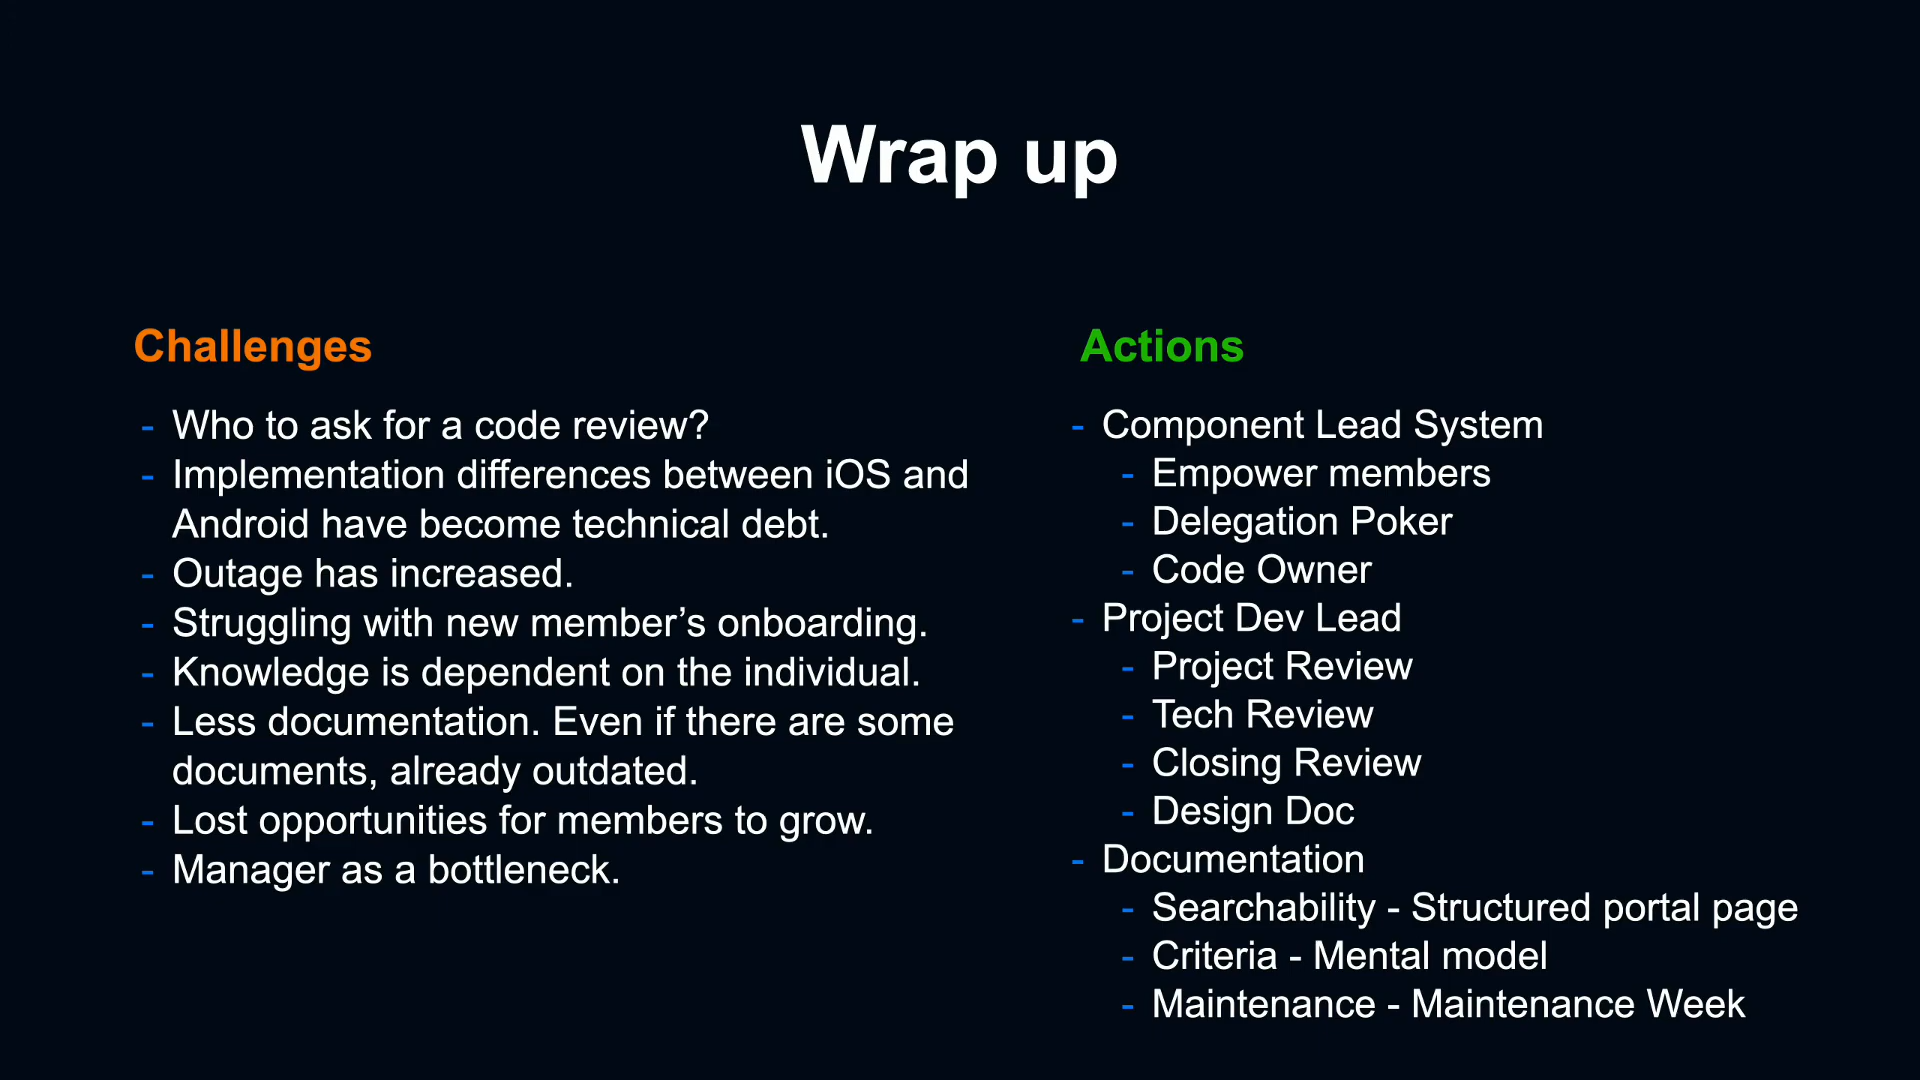 Wrap up
Challenges
- Who to ask for a code review?
- Implementation differences between iOS and
Android have become technical debt.
- Outage has increased.
- Struggling with new member’s onboarding.
- Knowledge is dependent on the individual.
- Less documentation. Even if there are some
documents, already outdated.
- Lost opportunities for members to grow.
- Manager as a bottleneck.
Actions
- Component Lead System
- Empower members
- Delegation Poker
- Code Owner
- Project Dev Lead
- Project Review
- Tech Review
- Closing Review
- Design Doc
- Documentation
- Searchability - Structured portal page
- Criteria - Mental model
- Maintenance - Maintenance Week